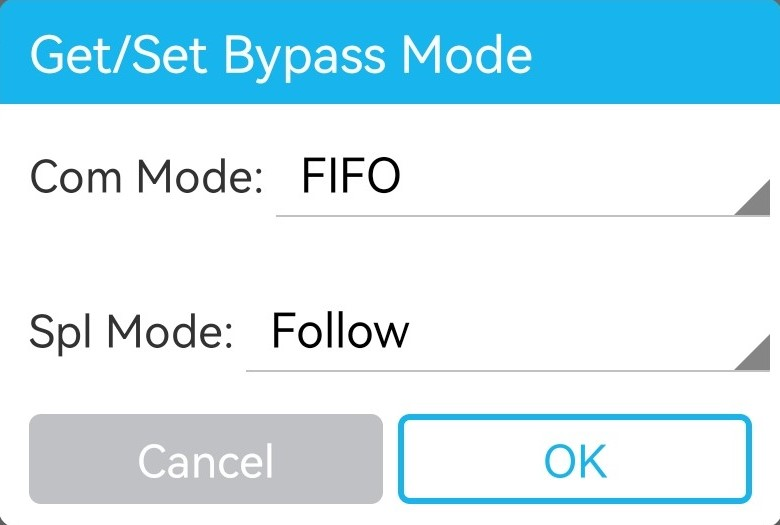 Get/Set Bypass Mode
Com Mode: FIFO
Spl Mode: Follow
Cancel OK